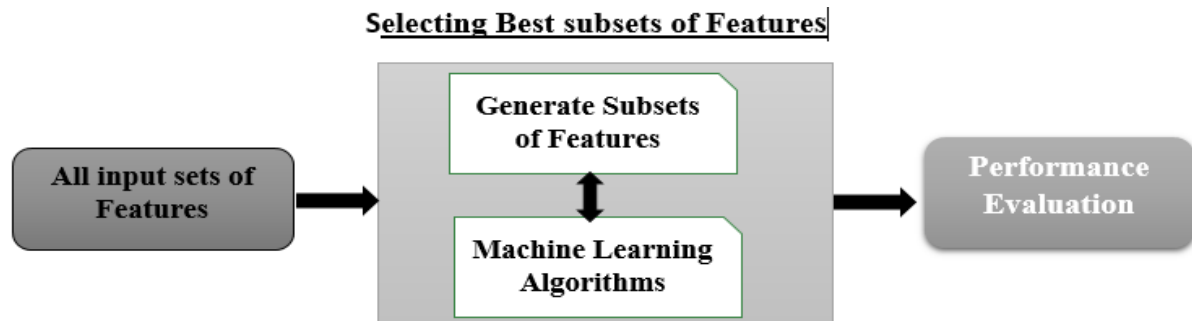 Selecting Best subsets of Features
Generate Subsets
of Features
All input sets of
Features
Machine Learning
Algorithms
Performance
Evaluation